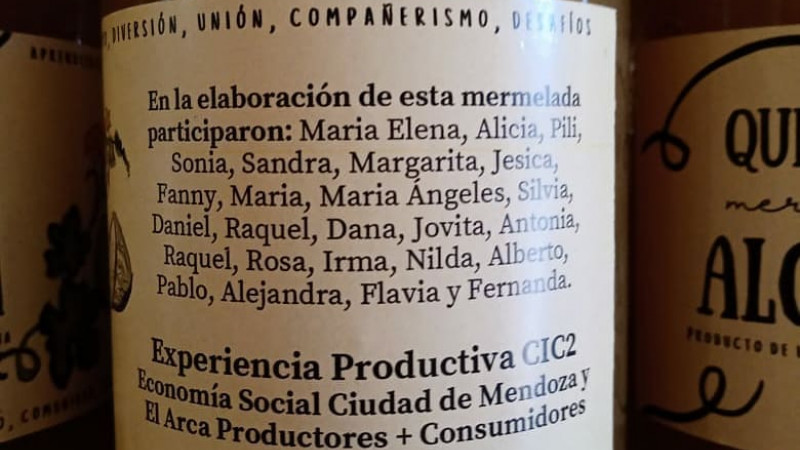 DIVERSIÓN, UNIÓN, COMPAÑERISMO, DESAFÍOS
En la elaboración de esta mermelada
participaron: Maria Elena, Alicia, Pili,
Sonia, Sandra, Margarita, Jesica,
Fanny, Maria, Maria Ángeles, Silvia,
Daniel, Raquel, Dana, Jovita, Antonia,
Raquel, Rosa, Irma, Nilda, Alberto,
Pablo, Alejandra, Flavia y Fernanda.
Experiencia Productiva CIC2
Economía Social Ciudad de Mendoza y
El Arca Productores + Consumidores
PRODUCTO DE